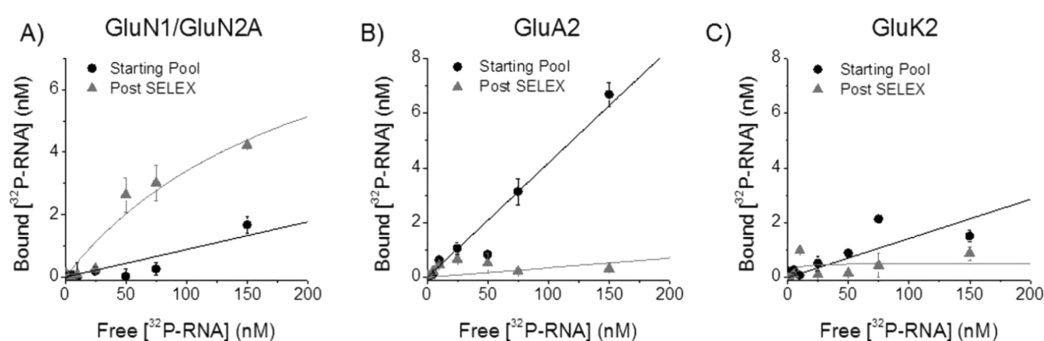 A) GluN1/GluN2A
Starting Pool
Post SELEX
Bound [³²P-RNA] (nM)
6
4
2
0
0 50 100 150 200
Free [³²P-RNA] (nM)
B) GluA2
Starting Pool
Post SELEX
Bound [³²P-RNA] (nM)
8
6
4
2
0
0 50 100 150 200
Free [³²P-RNA] (nM)
C) GluK2
Starting Pool
Post SELEX
Bound [³²P-RNA] (nM)
8
6
4
2
0
0 50 100 150 200
Free [³²P-RNA] (nM)